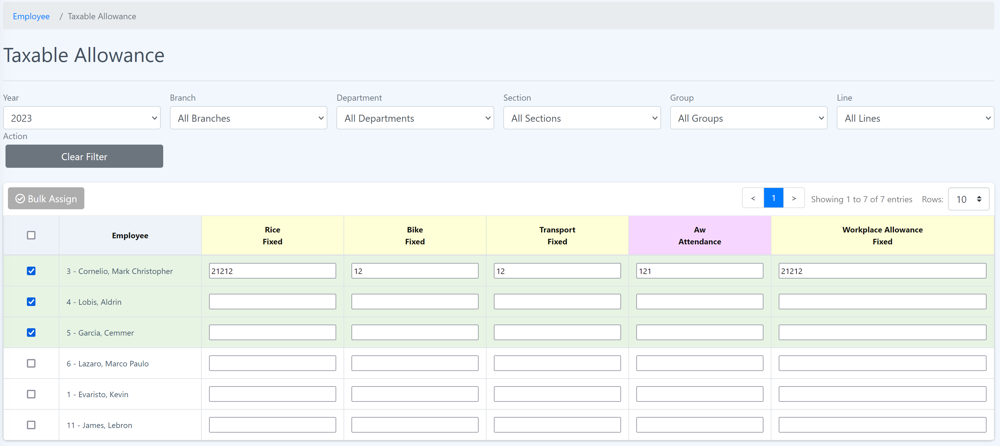 Employee / Taxable Allowance
Taxable Allowance
Year Branch Department Section Group Line
2023 All Branches All Departments All Sections All Groups All Lines
Action
Clear Filter
Bulk Assign < 1 > Showing 1 to 7 of 7 entries Rows: 10
Employee Rice Fixed Bike Fixed Transport Fixed Aw Attendance Workplace Allowance Fixed
3 - Cornelio, Mark Christopher 21212 12 12 121 21212
4 - Lobis, Aldrin
5 - Garcia, Cemmer
6 - Lazaro, Marco Paulo
1 - Evaristo, Kevin
11 - James, Lebron